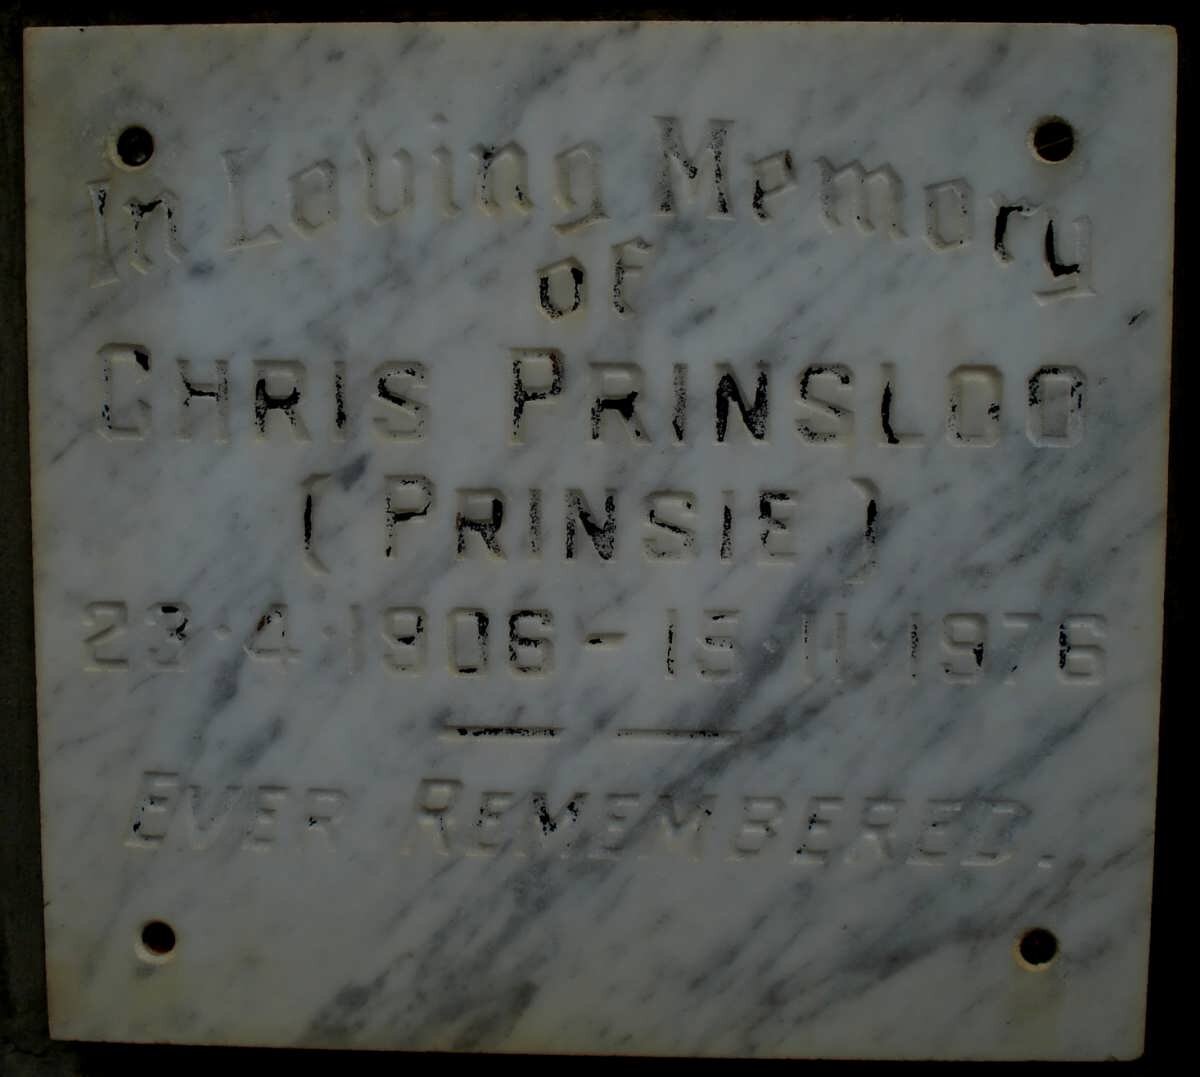 In Loving Memory
of
CHRIS PRINSLOO
(PRINSIE)
23·4·1906 - 15·11·1976
EVER REMEMBERED.